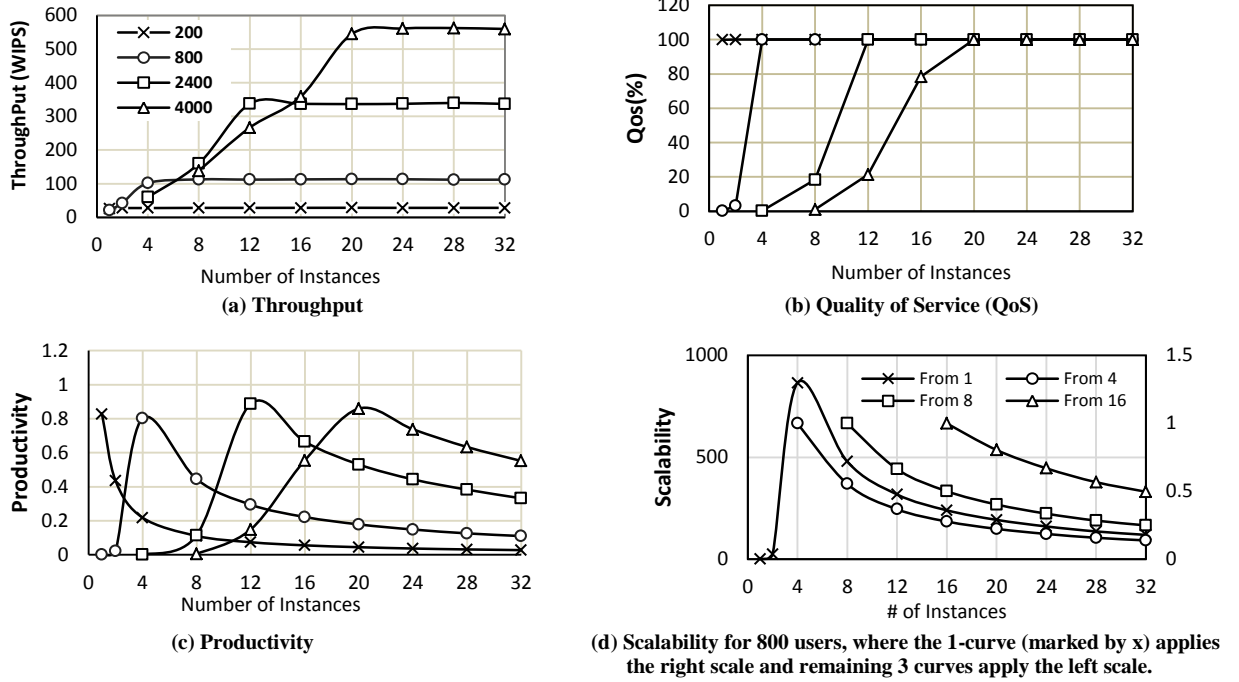 600
500
400
300
200
100
0
ThroughPut (WIPS)
200
800
2400
4000
0 4 8 12 16 20 24 28 32
Number of Instances
(a) Throughput
120
100
80
60
40
20
0
Qos(%)
0 4 8 12 16 20 24 28 32
Number of Instances
(b) Quality of Service (QoS)
1.2
1
0.8
0.6
0.4
0.2
0
Productivity
0 4 8 12 16 20 24 28 32
Number of Instances
(c) Productivity
1000
500
0
Scalability
From 1 From 4
From 8 From 16
1.5
1
0.5
0
0 4 8 12 16 20 24 28 32
# of Instances
(d) Scalability for 800 users, where the 1-curve (marked by x) applies
the right scale and remaining 3 curves apply the left scale.